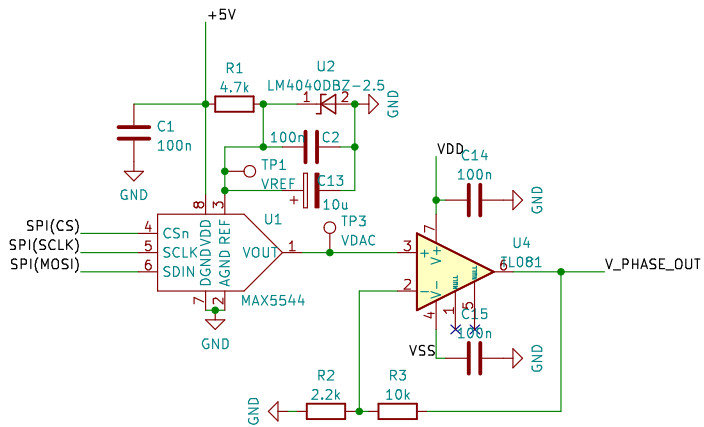 +5V
U2
R1
LM4040DBZ-2.5
4.7k
1
2
GND
C1
100n
100n
C2
GND
TP1
VREF
C13
10u
+
VDD
C14
100n
GND
8
3
7
SPI(CS)
4
CSn
VDD
REF
U1
TP3
VDAC
SPI(SCLK)
5
SCLK
VOUT
1
3
+
V+
U4
TL081
SPI(MOSI)
6
SDIN
DGND
AGND
6
V_PHASE_OUT
2
-
V-
NULL
NULL
7
2
MAX5544
4
1
5
C15
100n
GND
VSS
GND
R2
2.2k
R3
10k
GND